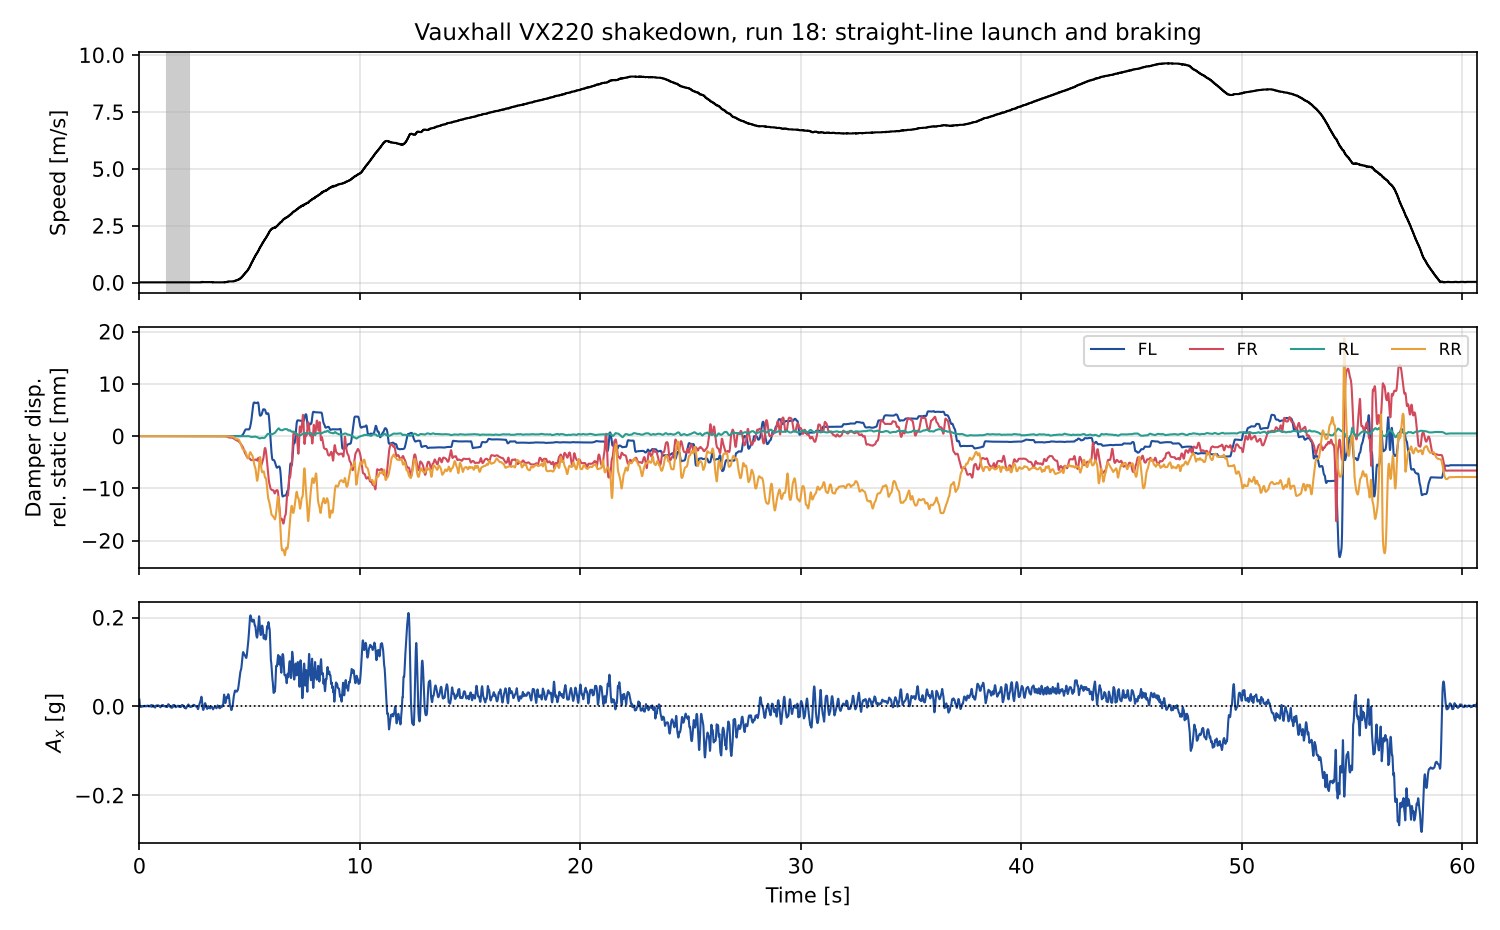 Vauxhall VX220 shakedown, run 18: straight-line launch and braking
10.0
7.5
5.0
2.5
0.0
Speed [m/s]
20
10
0
−10
−20
Damper disp.
rel. static [mm]
FL FR RL RR
0.2
0.0
−0.2
Aₓ [g]
0 10 20 30 40 50 60
Time [s]